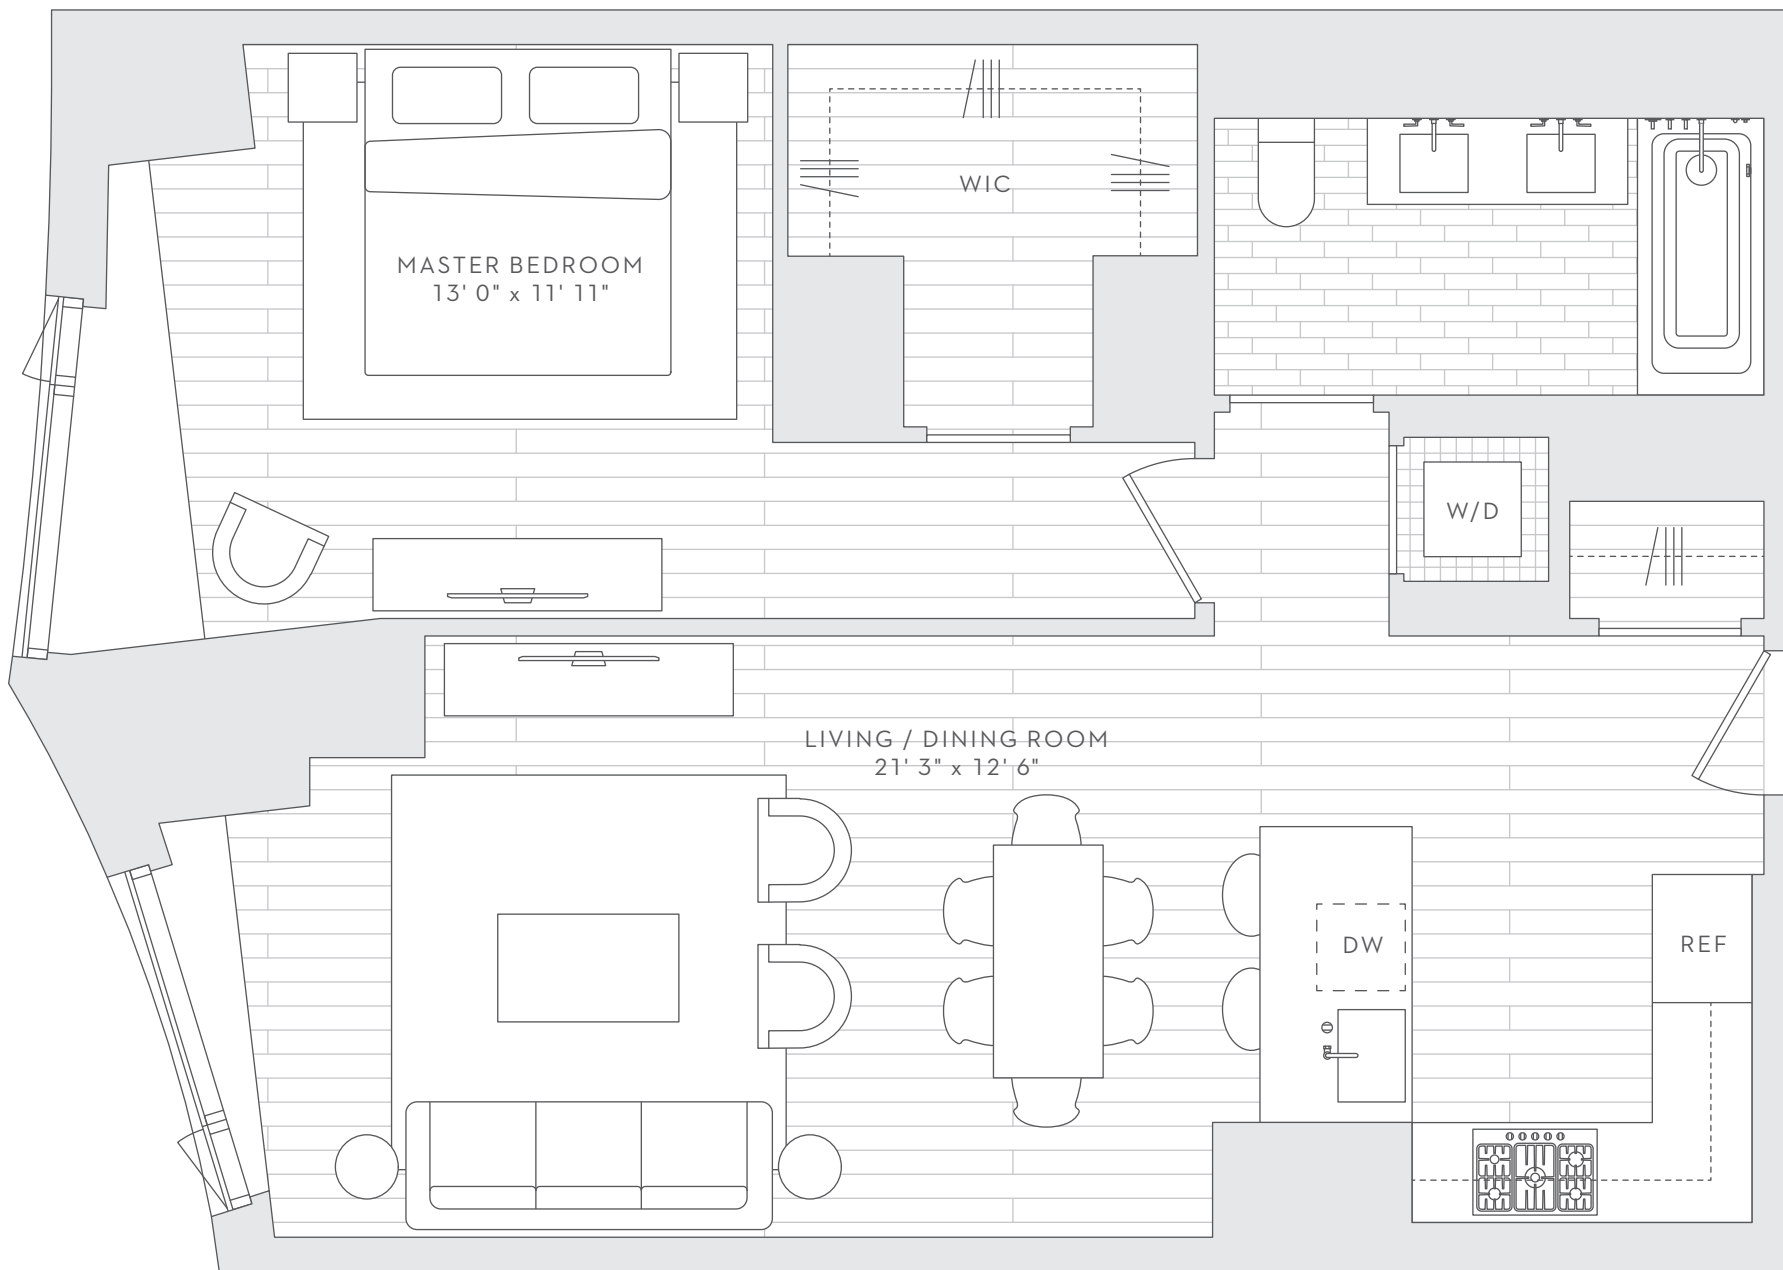 WIC
MASTER BEDROOM
13' 0" x 11' 11"
W/D
LIVING / DINING ROOM
21' 3" x 12' 6"
DW
REF